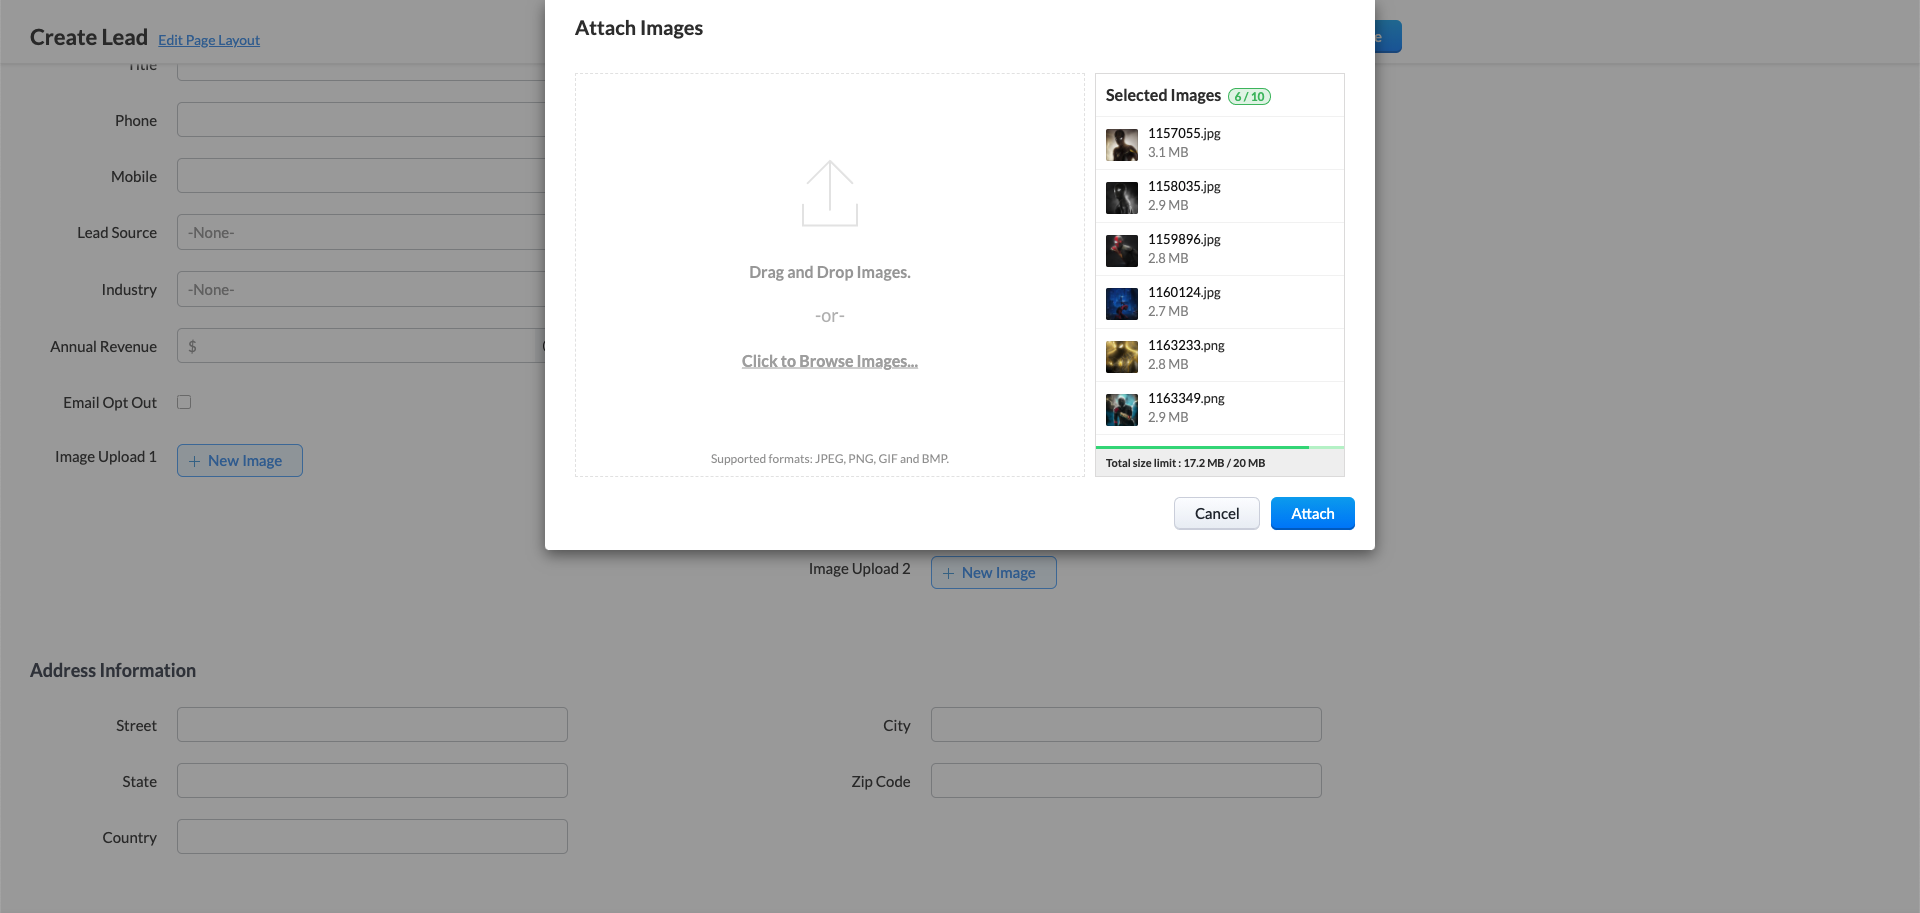 Create Lead Edit Page Layout
Title
Phone
Mobile
Lead Source -None-
Industry -None-
Annual Revenue $
Email Opt Out
Image Upload 1 New Image
Attach Images
Drag and Drop Images.
-or-
Click to Browse Images...
Supported formats: JPEG, PNG, GIF and BMP.
Selected Images 6 / 10
1157055.jpg
3.1 MB
1158035.jpg
2.9 MB
1159896.jpg
2.8 MB
1160124.jpg
2.7 MB
1163233.png
2.8 MB
1163349.png
2.9 MB
Total size limit : 17.2 MB / 20 MB
Cancel Attach
Image Upload 2 New Image
Address Information
Street
City
State
Zip Code
Country